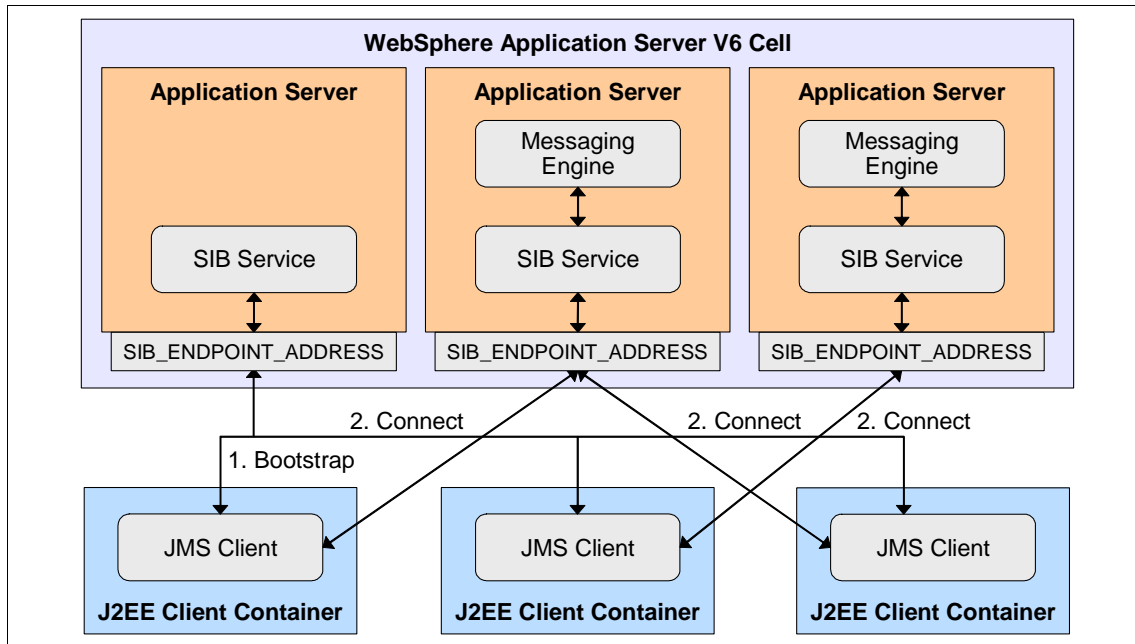 WebSphere Application Server V6 Cell
Application Server
Application Server
Application Server
Messaging
Engine
Messaging
Engine
SIB Service
SIB Service
SIB Service
SIB_ENDPOINT_ADDRESS
SIB_ENDPOINT_ADDRESS
SIB_ENDPOINT_ADDRESS
2. Connect
2. Connect
2. Connect
1. Bootstrap
JMS Client
JMS Client
JMS Client
J2EE Client Container
J2EE Client Container
J2EE Client Container